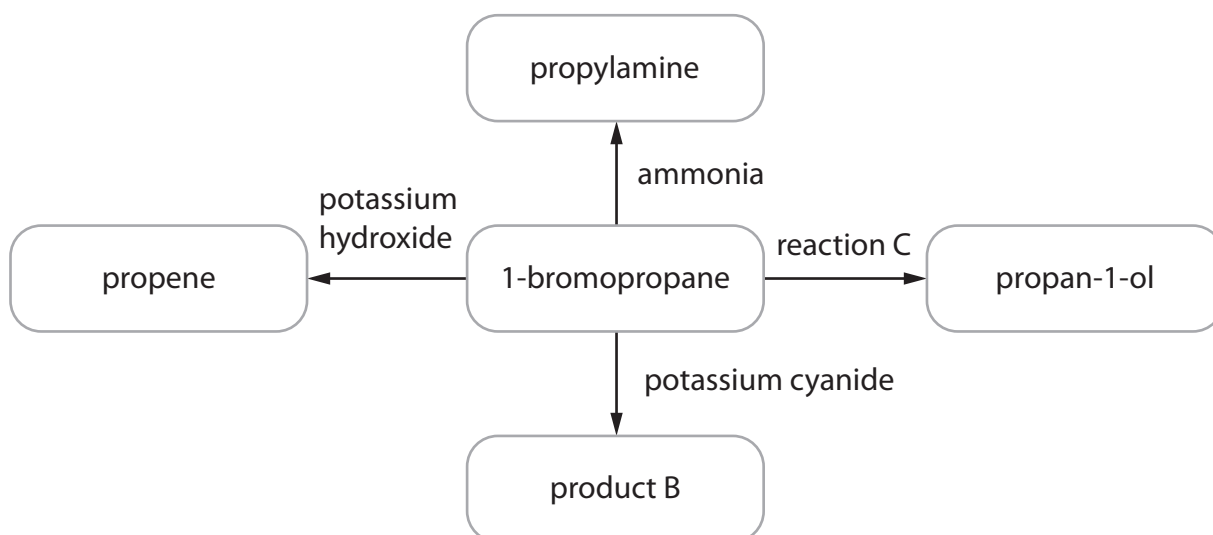 propylamine
ammonia
potassium
hydroxide
reaction C
propene
1-bromopropane
propan-1-ol
potassium cyanide
product B